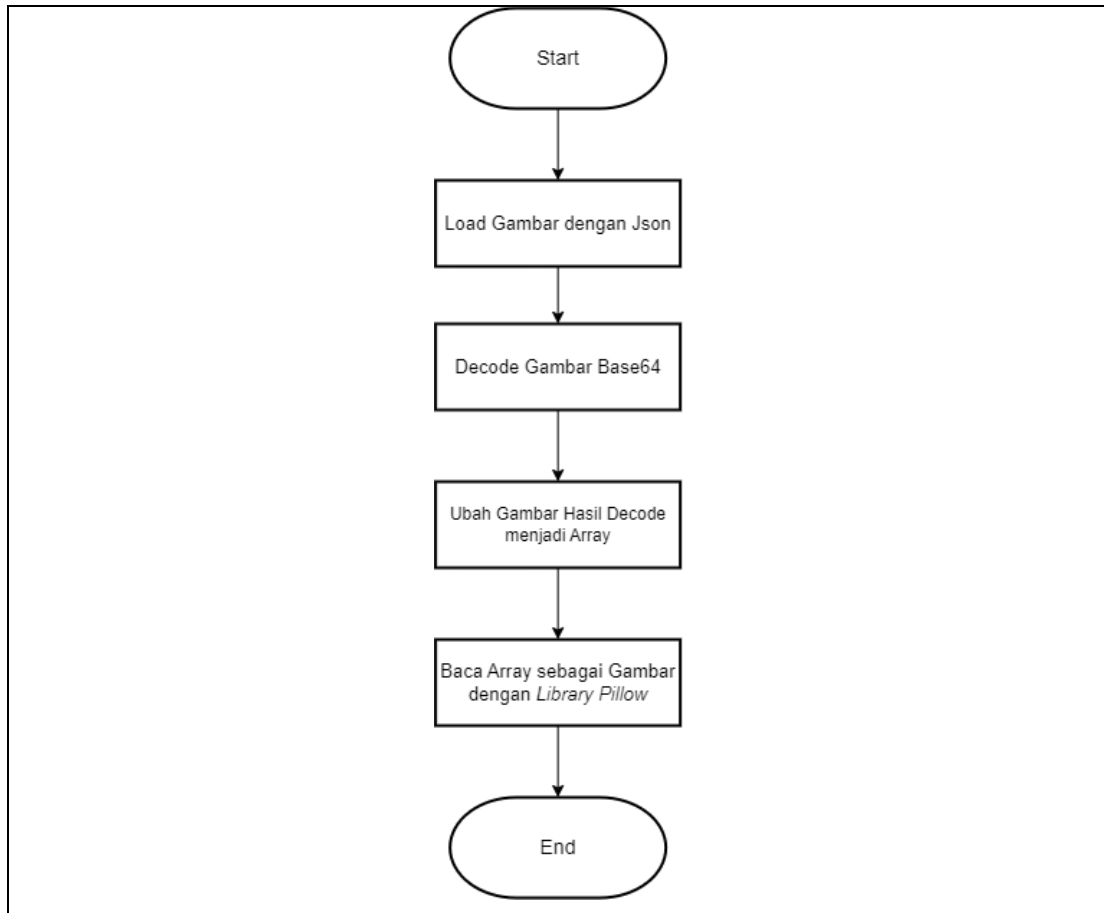 Start
Load Gambar dengan Json
Decode Gambar Base64
Ubah Gambar Hasil Decode
menjadi Array
Baca Array sebagai Gambar
dengan Library Pillow
End